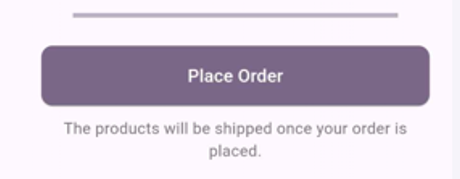 Place Order
The products will be shipped once your order is
placed.